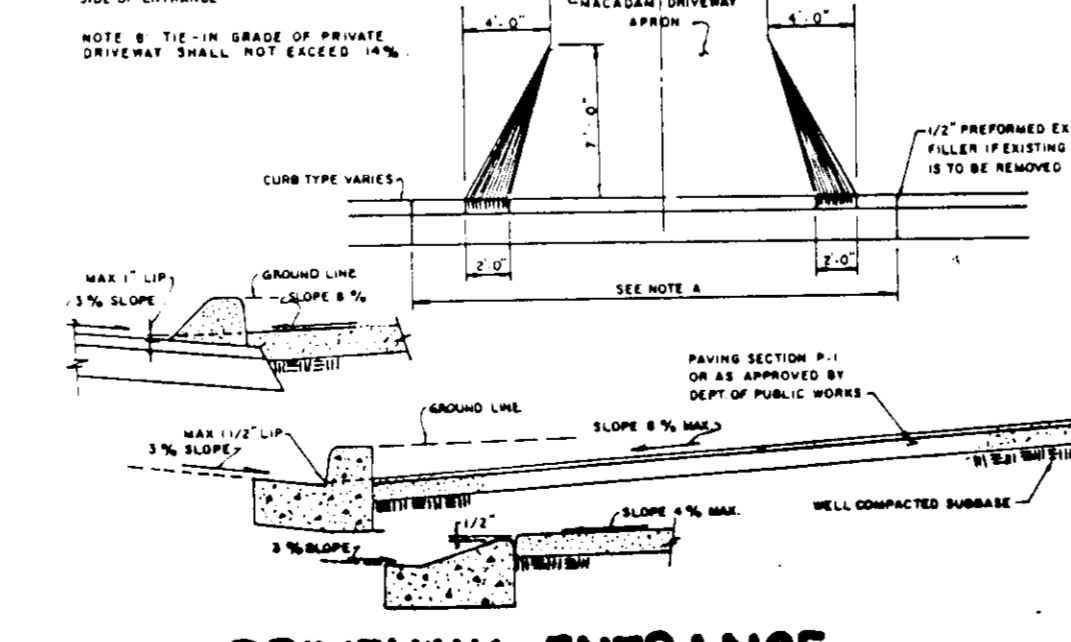 SIDE OF ENTRANCE
NOTE B: TIE-IN GRADE OF PRIVATE
DRIVEWAY SHALL NOT EXCEED 14%.
4'-0"
MACADAM DRIVEWAY
APRON
4'-0"
7'-0"
1/2" PREFORMED EX
FILLER IF EXISTING
IS TO BE REMOVED
CURB TYPE VARIES
2'-0"
2'-0"
SEE NOTE A
MAX 1" LIP
GROUND LINE
3% SLOPE
SLOPE 8%
PAVING SECTION P-1
OR AS APPROVED BY
DEPT. OF PUBLIC WORKS
GROUND LINE
MAX 1 1/2" LIP
3% SLOPE
SLOPE 8% MAX.
WELL COMPACTED SUBBASE
1/2"
SLOPE 4% MAX.
3% SLOPE
DRIVEWAY ENTRANCE